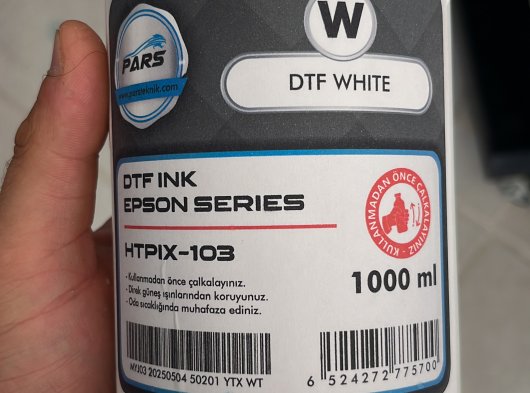 W
PARS
www.parsteknik.com
DTF WHITE
DTF INK
EPSON SERIES
HTPIX-103
KULLANMADAN ÖNCE ÇALKALAYINIZ -
1000 ml
- Kullanmadan önce çalkalayınız.
- Direk güneş ışınlarından koruyunuz.
- Oda sıcaklığında muhafaza ediniz.
MYJ03 20250504 50201 YTX WT
6 524272 775700